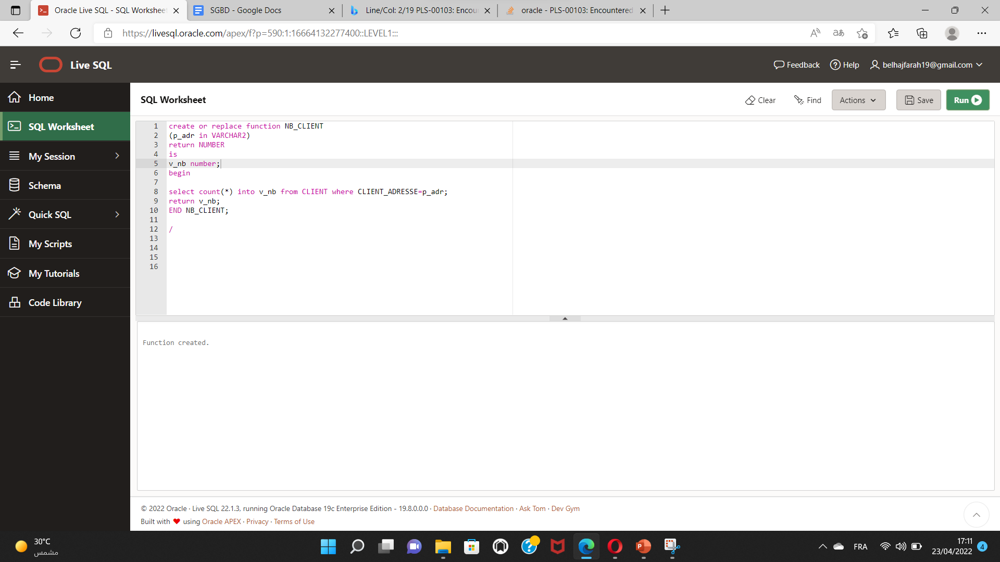 Oracle Live SQL - SQL Worksheet
SGBD - Google Docs
Line/Col: 2/19 PLS-00103: Encou
oracle - PLS-00103: Encountered
https://livesql.oracle.com/apex/f?p=590:1:16664132277400::LEVEL1:::
Live SQL
Feedback
Help
belhajfarah19@gmail.com
Home
SQL Worksheet
My Session
Schema
Quick SQL
My Scripts
My Tutorials
Code Library
SQL Worksheet
Clear
Find
Actions
Save
Run
1 create or replace function NB_CLIENT
2 (p_adr in VARCHAR2)
3 return NUMBER
4 is
5 v_nb number;
6 begin
7
8 select count(*) into v_nb from CLIENT where CLIENT_ADRESSE=p_adr;
9 return v_nb;
10 END NB_CLIENT;
11
12 /
13
14
15
16
Function created.
© 2022 Oracle · Live SQL 22.1.3, running Oracle Database 19c Enterprise Edition - 19.8.0.0.0 · Database Documentation · Ask Tom · Dev Gym
Built with ❤ using Oracle APEX · Privacy · Terms of Use
30°C
مشمس
FRA
17:11
23/04/2022
4